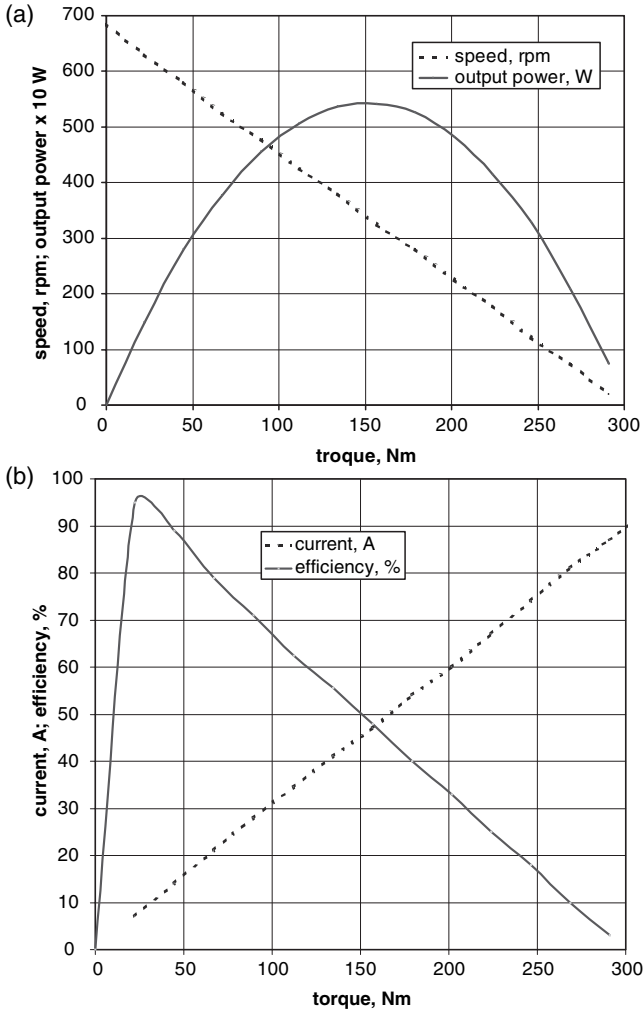 (a)
700
600
500
400
300
200
100
0
speed, rpm; output power x 10 W
speed, rpm
output power, W
0 50 100 150 200 250 300
troque, Nm
(b)
100
90
80
70
60
50
40
30
20
10
0
current, A; efficiency, %
current, A
efficiency, %
0 50 100 150 200 250 300
torque, Nm